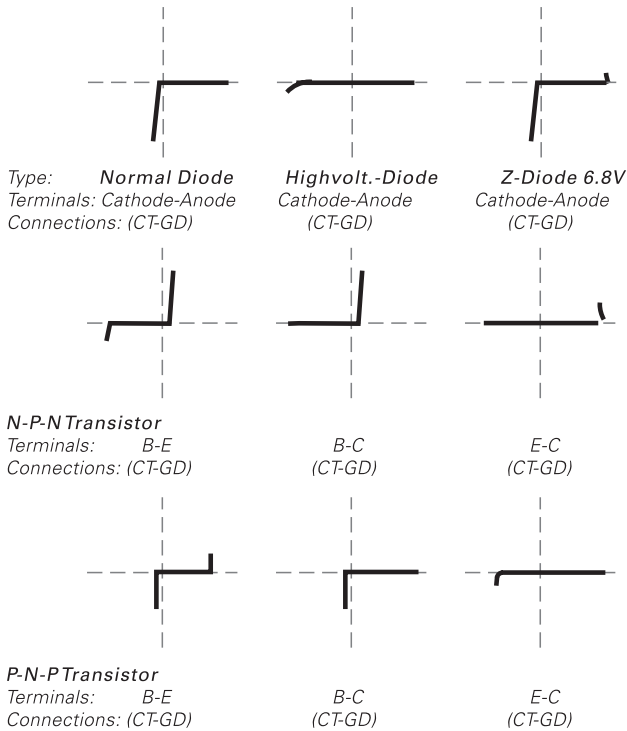 Type: Normal Diode Highvolt.-Diode Z-Diode 6.8V
Terminals: Cathode-Anode Cathode-Anode Cathode-Anode
Connections: (CT-GD) (CT-GD) (CT-GD)
N-P-N Transistor
Terminals: B-E B-C E-C
Connections: (CT-GD) (CT-GD) (CT-GD)
P-N-P Transistor
Terminals: B-E B-C E-C
Connections: (CT-GD) (CT-GD) (CT-GD)